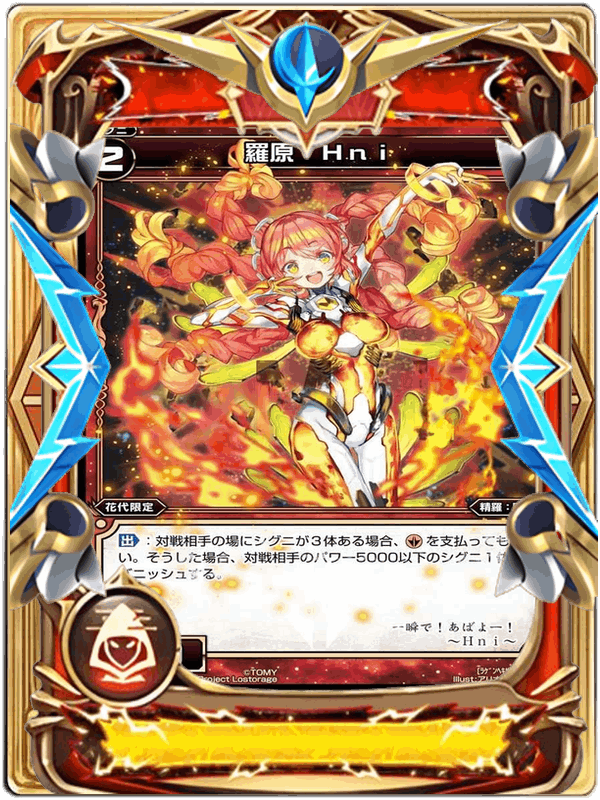 2
羅原 Hni
花代限定
精羅:
出:対戦相手の場にシグニが3体ある場合、を支払っても
い。そうした場合、対戦相手のパワー5000以下のシグニ1
ニッシュする。
一瞬で!あばよー!
~Hni~
©TOMY
Project Lostorage
Illust:アリオ